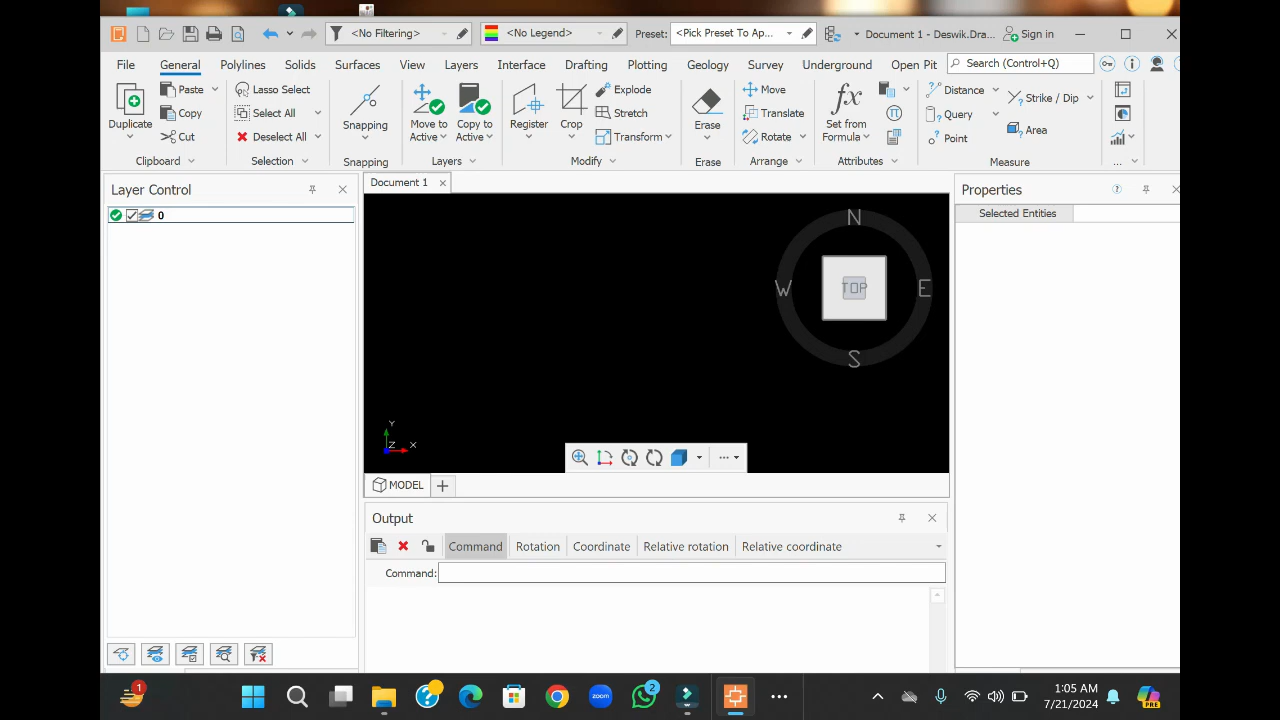 <No Filtering>
<No Legend>
Preset:
<Pick Preset To Ap...
Document 1 - Deswik.Dra...
Sign in
File
General
Polylines
Solids
Surfaces
View
Layers
Interface
Drafting
Plotting
Geology
Survey
Underground
Open Pit
Search (Control+Q)
Duplicate
Paste
Copy
Cut
Clipboard
Lasso Select
Select All
Deselect All
Selection
Snapping
Snapping
Move to
Active
Copy to
Active
Layers
Register
Crop
Explode
Stretch
Transform
Modify
Erase
Erase
Move
Translate
Rotate
Arrange
fx
Set from
Formula
Attributes
Distance
Query
Point
Strike / Dip
Area
Measure
...
Layer Control
0
Document 1
N
W
TOP
E
S
Y
Z
X
MODEL
Properties
Selected Entities
Output
Command
Rotation
Coordinate
Relative rotation
Relative coordinate
Command:
1
zoom
2
1:05 AM
7/21/2024
PRE